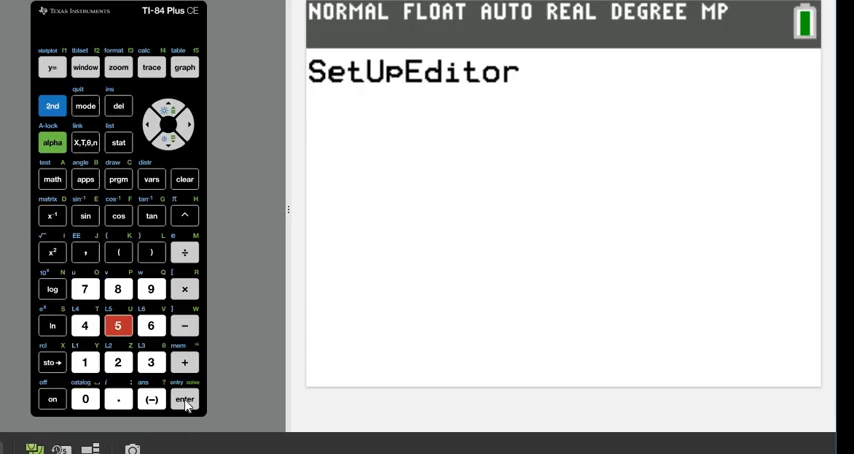 TEXAS INSTRUMENTS TI-84 Plus CE
NORMAL FLOAT AUTO REAL DEGREE MP
SetUpEditor
statplot f1 tblset f2 format f3 calc f4 table f5
y= window zoom trace graph
quit ins
2nd mode del
A-lock link list
alpha X,T,θ,n stat
test A angle B draw C distr
math apps prgm vars clear
matrix D sin⁻¹ E cos⁻¹ F tan⁻¹ G π H
x⁻¹ sin cos tan ^
√ I EE J { K } L e M
x² , ( ) ÷
10ˣ N u O v P w Q [ R
log 7 8 9 ×
eˣ S L4 T L5 U L6 V ] W
ln 4 5 6 −
rcl X L1 Y L2 Z L3 θ mem "
sto→ 1 2 3 +
off catalog i : ans ? entry solve
on 0 . (−) enter